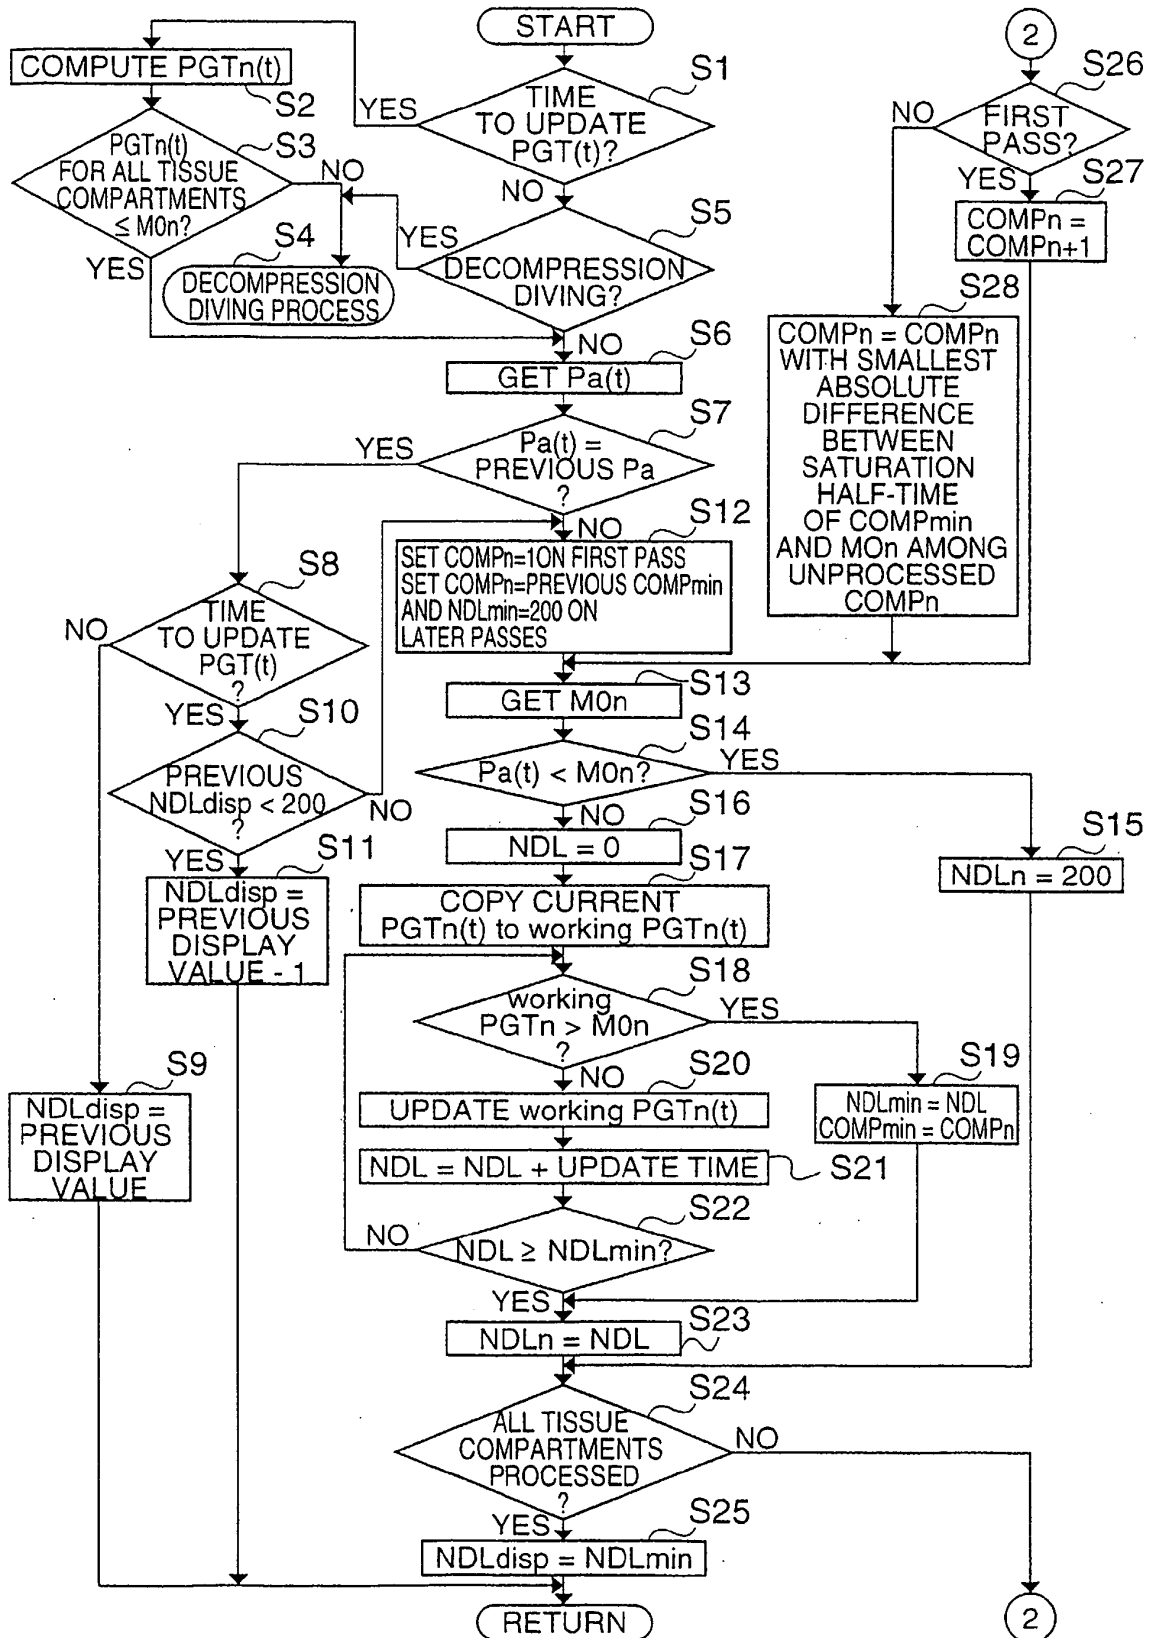 START
COMPUTE PGTn(t)
S2
YES
TIME
TO UPDATE
PGT(t)?
S1
NO
PGTn(t)
FOR ALL TISSUE
COMPARTMENTS
≤ M0n?
S3
NO
YES
S4
DECOMPRESSION
DIVING PROCESS
YES
DECOMPRESSION
DIVING?
S5
NO
S6
GET Pa(t)
S7
Pa(t) =
PREVIOUS Pa
?
YES
NO
S12
SET COMPn=1ON FIRST PASS
SET COMPn=PREVIOUS COMPmin
AND NDLmin=200 ON
LATER PASSES
S8
TIME
TO UPDATE
PGT(t)
?
NO
YES
S10
PREVIOUS
NDLdisp < 200
?
NO
YES
S11
NDLdisp =
PREVIOUS
DISPLAY
VALUE - 1
S9
NDLdisp =
PREVIOUS
DISPLAY
VALUE
S13
GET M0n
S14
Pa(t) < M0n?
YES
NO
S16
NDL = 0
S15
NDLn = 200
S17
COPY CURRENT
PGTn(t) to working PGTn(t)
S18
working
PGTn > M0n
?
YES
NO
S19
NDLmin = NDL
COMPmin = COMPn
S20
UPDATE working PGTn(t)
NDL = NDL + UPDATE TIME
S21
S22
NDL ≥ NDLmin?
NO
YES
S23
NDLn = NDL
S24
ALL TISSUE
COMPARTMENTS
PROCESSED
?
NO
YES
S25
NDLdisp = NDLmin
RETURN
2
2
S26
FIRST
PASS?
NO
YES
S27
COMPn =
COMPn+1
S28
COMPn = COMPn
WITH SMALLEST
ABSOLUTE
DIFFERENCE
BETWEEN
SATURATION
HALF-TIME
OF COMPmin
AND M0n AMONG
UNPROCESSED
COMPn